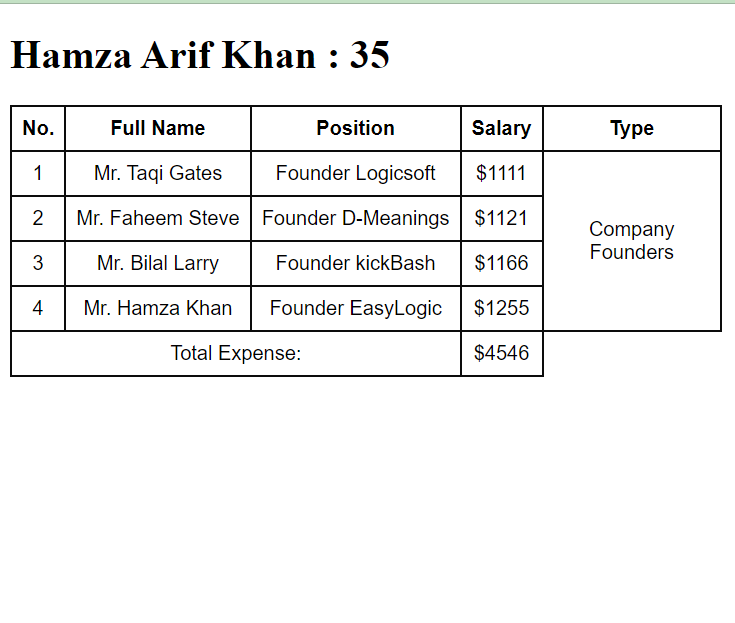 Hamza Arif Khan : 35
No. Full Name Position Salary Type
1 Mr. Taqi Gates Founder Logicsoft $1111
2 Mr. Faheem Steve Founder D-Meanings $1121
Company
Founders
3 Mr. Bilal Larry Founder kickBash $1166
4 Mr. Hamza Khan Founder EasyLogic $1255
Total Expense: $4546